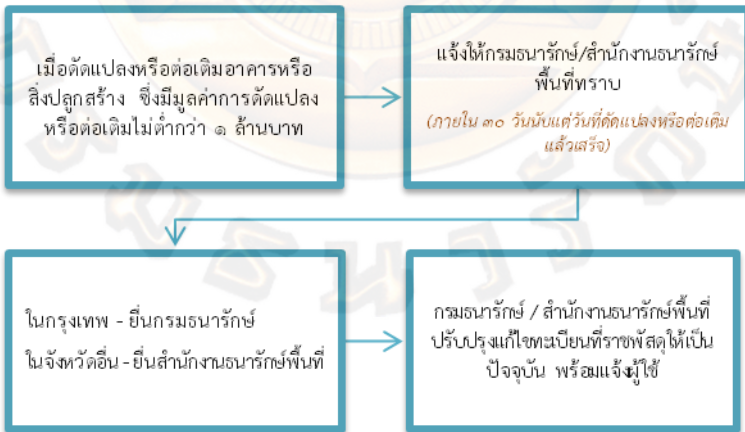 เมื่อดัดแปลงหรือต่อเติมอาคารหรือ
สิ่งปลูกสร้าง ซึ่งมีมูลค่าการดัดแปลง
หรือต่อเติมไม่ต่ำกว่า ๑ ล้านบาท
แจ้งให้กรมธนารักษ์/สำนักงานธนารักษ์
พื้นที่ทราบ
(ภายใน ๓๐ วันนับแต่วันที่ดัดแปลงหรือต่อเติม
แล้วเสร็จ)
ในกรุงเทพ - ยื่นกรมธนารักษ์
ในจังหวัดอื่น - ยื่นสำนักงานธนารักษ์พื้นที่
กรมธนารักษ์ / สำนักงานธนารักษ์พื้นที่
ปรับปรุงแก้ไขทะเบียนที่ราชพัสดุให้เป็น
ปัจจุบัน พร้อมแจ้งผู้ใช้